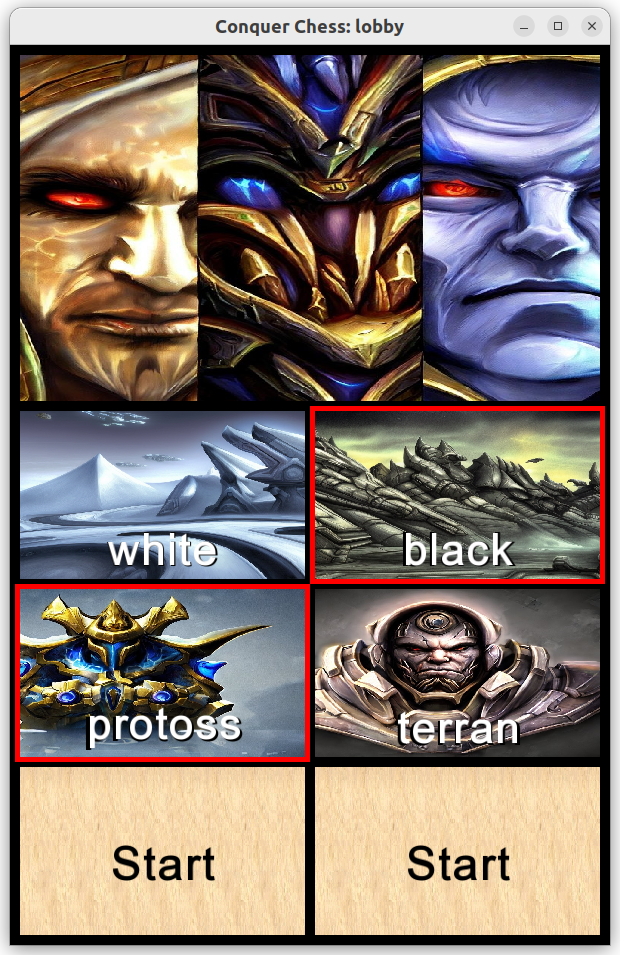 Conquer Chess: lobby
white
black
protoss
terran
Start
Start